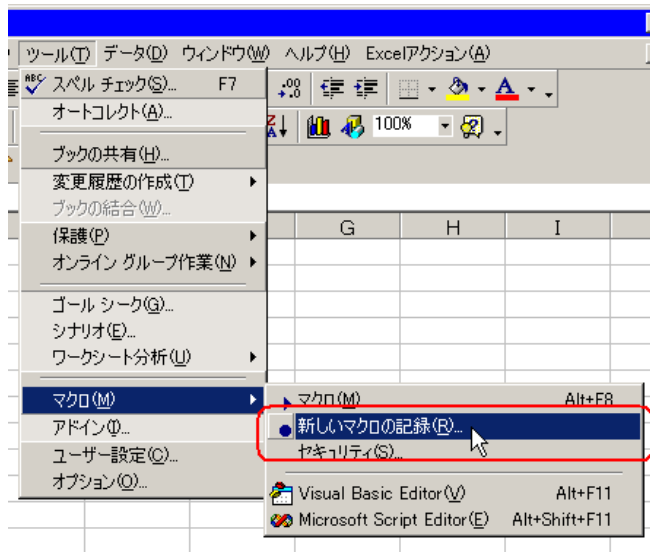 ツール(T) データ(D) ウィンドウ(W) ヘルプ(H) Excelアクション(A)
ABC スペル チェック(S)... F7
オートコレクト(A)...
100%
ブックの共有(H)...
変更履歴の作成(T)
ブックの結合(W)...
保護(P)
G H I
オンライン グループ作業(N)
ゴール シーク(G)...
シナリオ(E)...
ワークシート分析(U)
マクロ(M)
マクロ(M) Alt+F8
アドイン(I)...
新しいマクロの記録(R)...
ユーザー設定(C)...
セキュリティ(S)...
オプション(O)...
Visual Basic Editor(V) Alt+F11
Microsoft Script Editor(E) Alt+Shift+F11